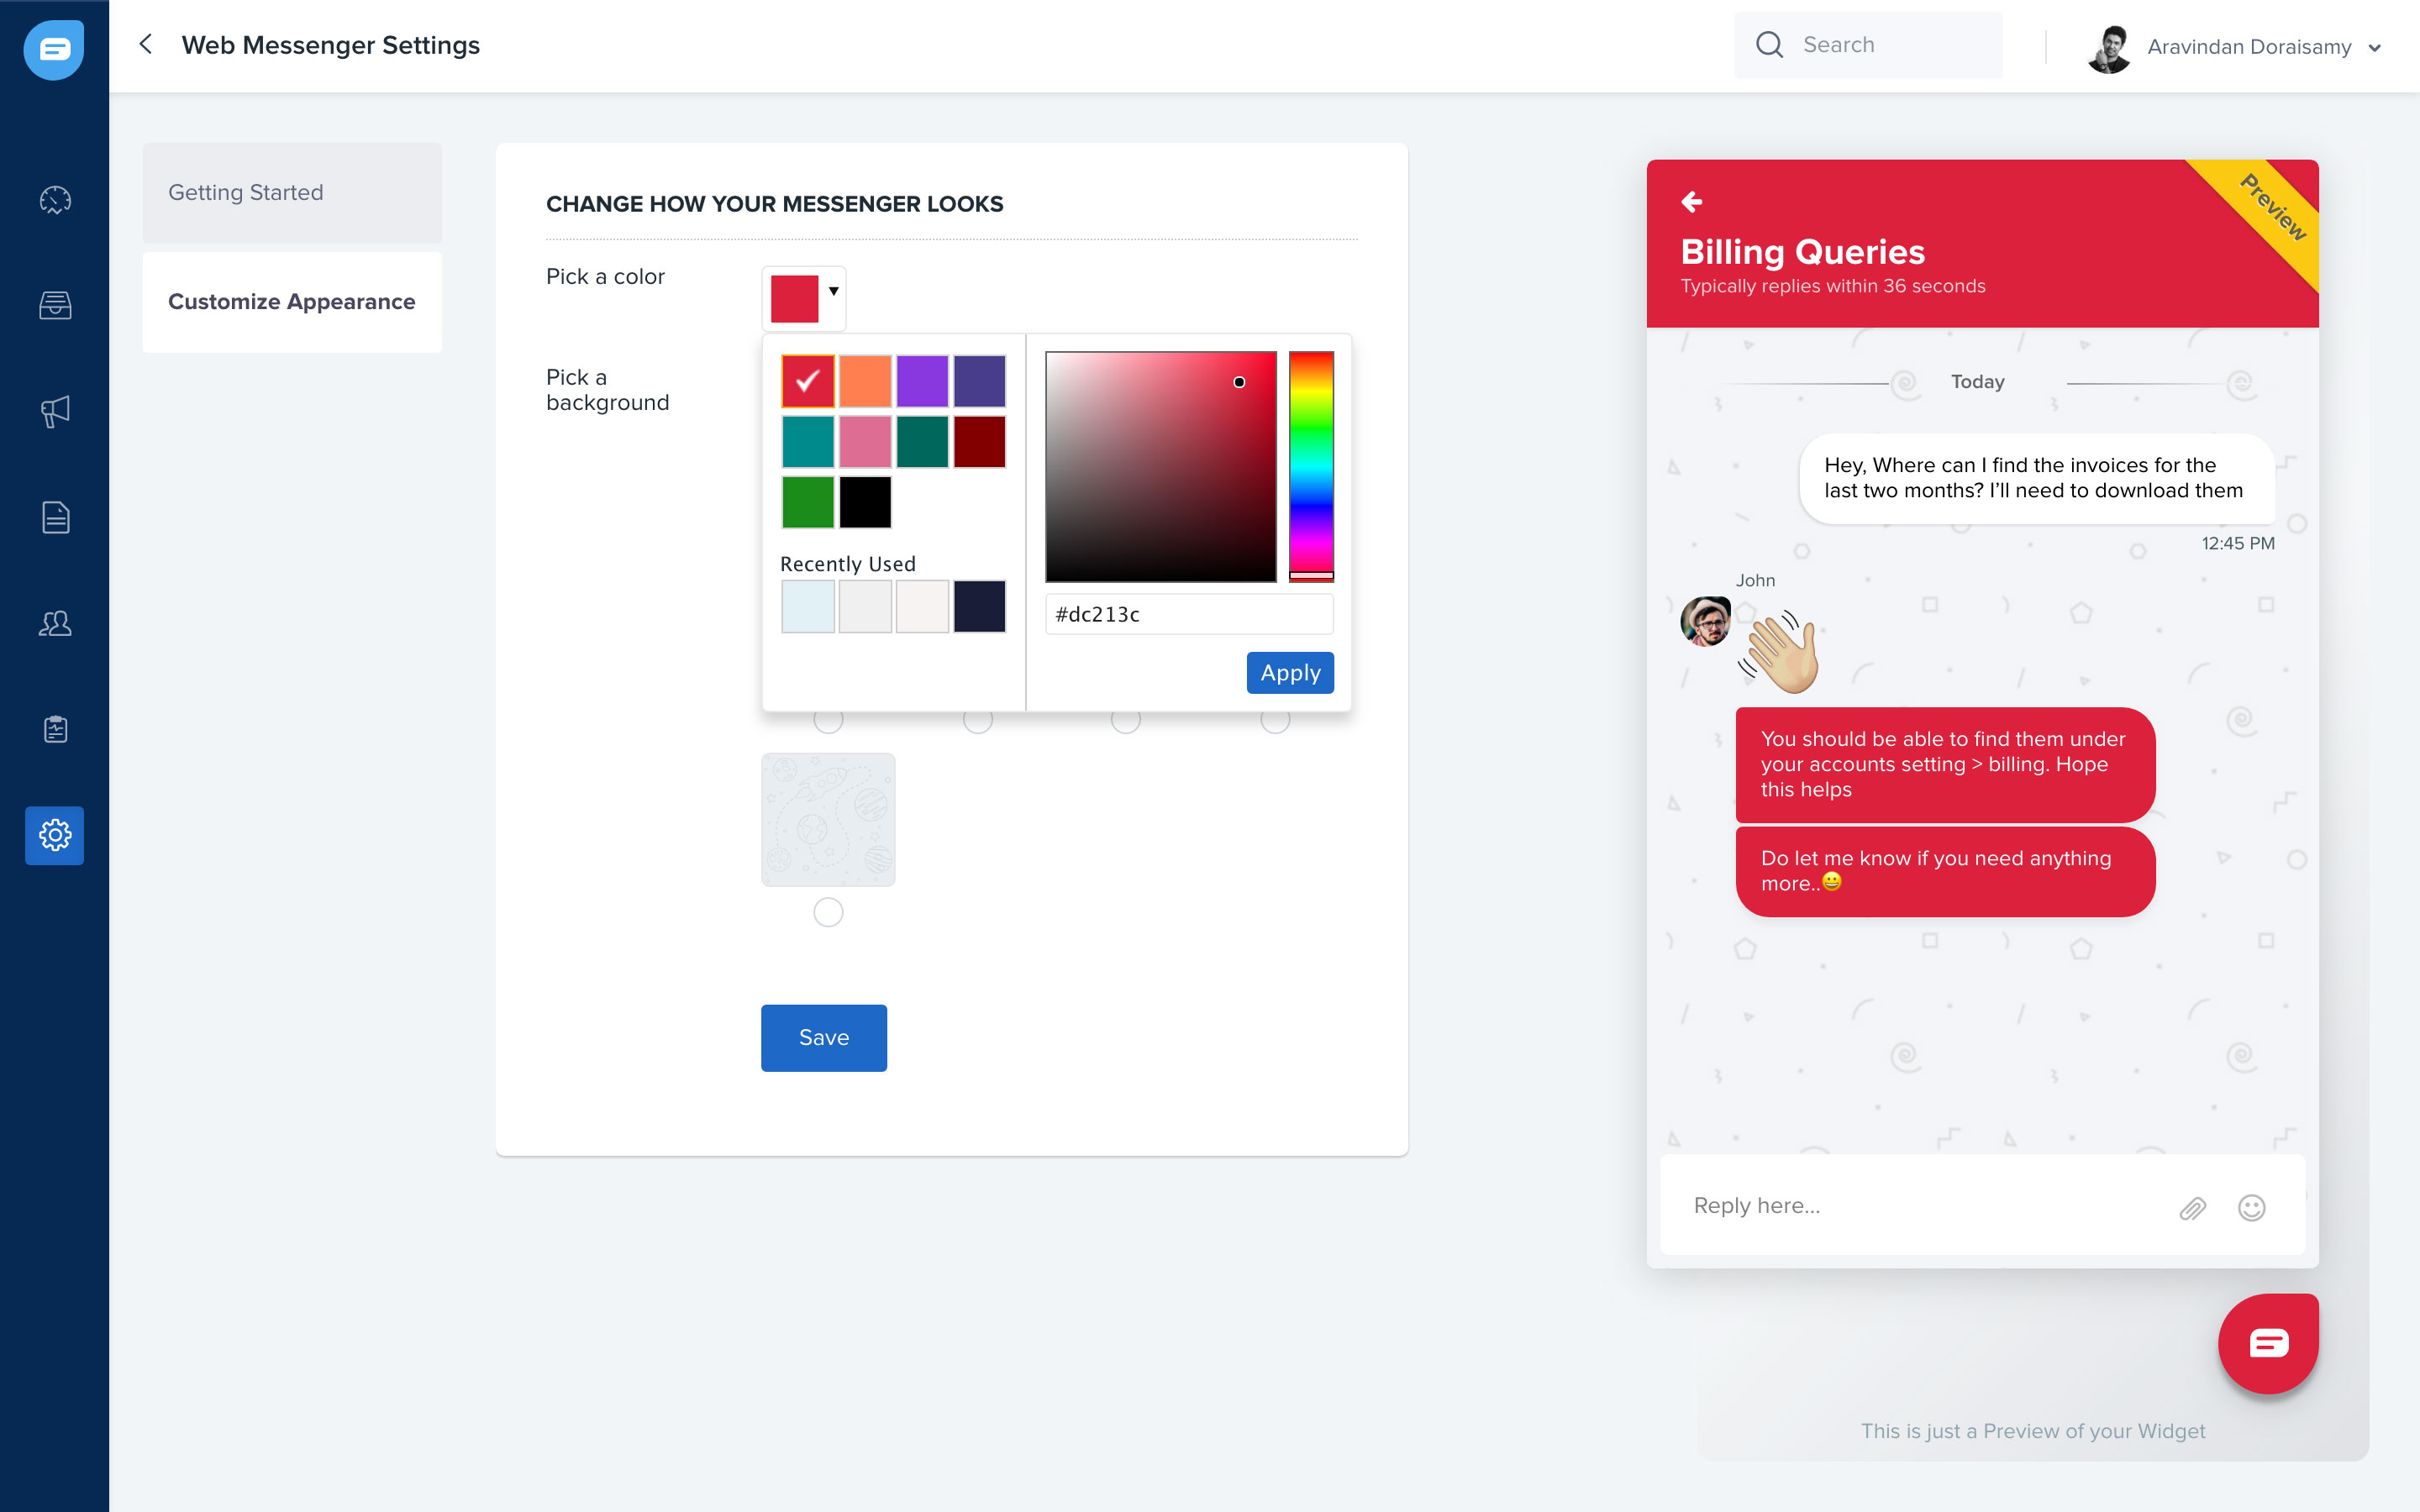 Web Messenger Settings
Search
Aravindan Doraisamy
Getting Started
Customize Appearance
CHANGE HOW YOUR MESSENGER LOOKS
Pick a color
Pick a
background
Recently Used
#dc213c
Apply
Save
Preview
Billing Queries
Typically replies within 36 seconds
Today
Hey, Where can I find the invoices for the
last two months? I’ll need to download them
12:45 PM
John
You should be able to find them under
your accounts setting > billing. Hope
this helps
Do let me know if you need anything
more..😀
Reply here...
This is just a Preview of your Widget